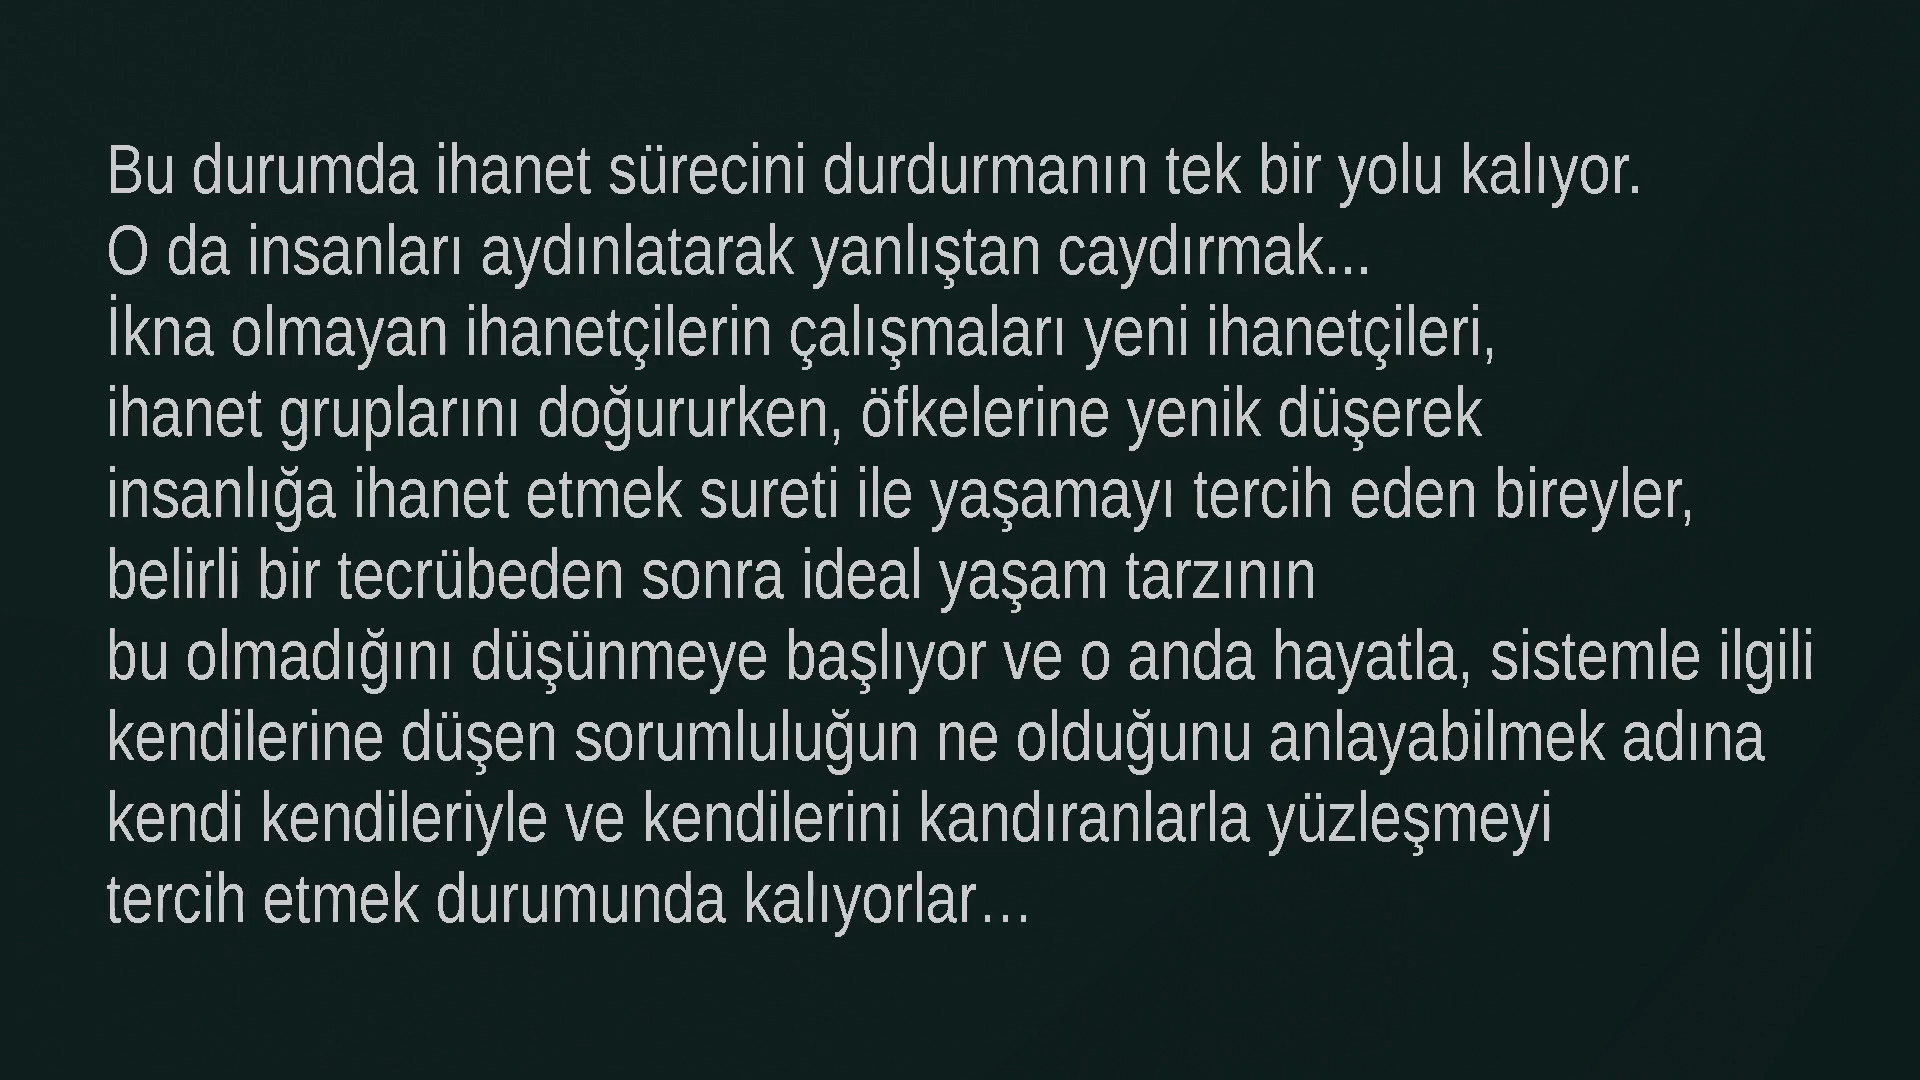 Bu durumda ihanet sürecini durdurmanın tek bir yolu kalıyor.
O da insanları aydınlatarak yanlıştan caydırmak...
İkna olmayan ihanetçilerin çalışmaları yeni ihanetçileri,
ihanet gruplarını doğururken, öfkelerine yenik düşerek
insanlığa ihanet etmek sureti ile yaşamayı tercih eden bireyler,
belirli bir tecrübeden sonra ideal yaşam tarzının
bu olmadığını düşünmeye başlıyor ve o anda hayatla, sistemle ilgili
kendilerine düşen sorumluluğun ne olduğunu anlayabilmek adına
kendi kendileriyle ve kendilerini kandıranlarla yüzleşmeyi
tercih etmek durumunda kalıyorlar…